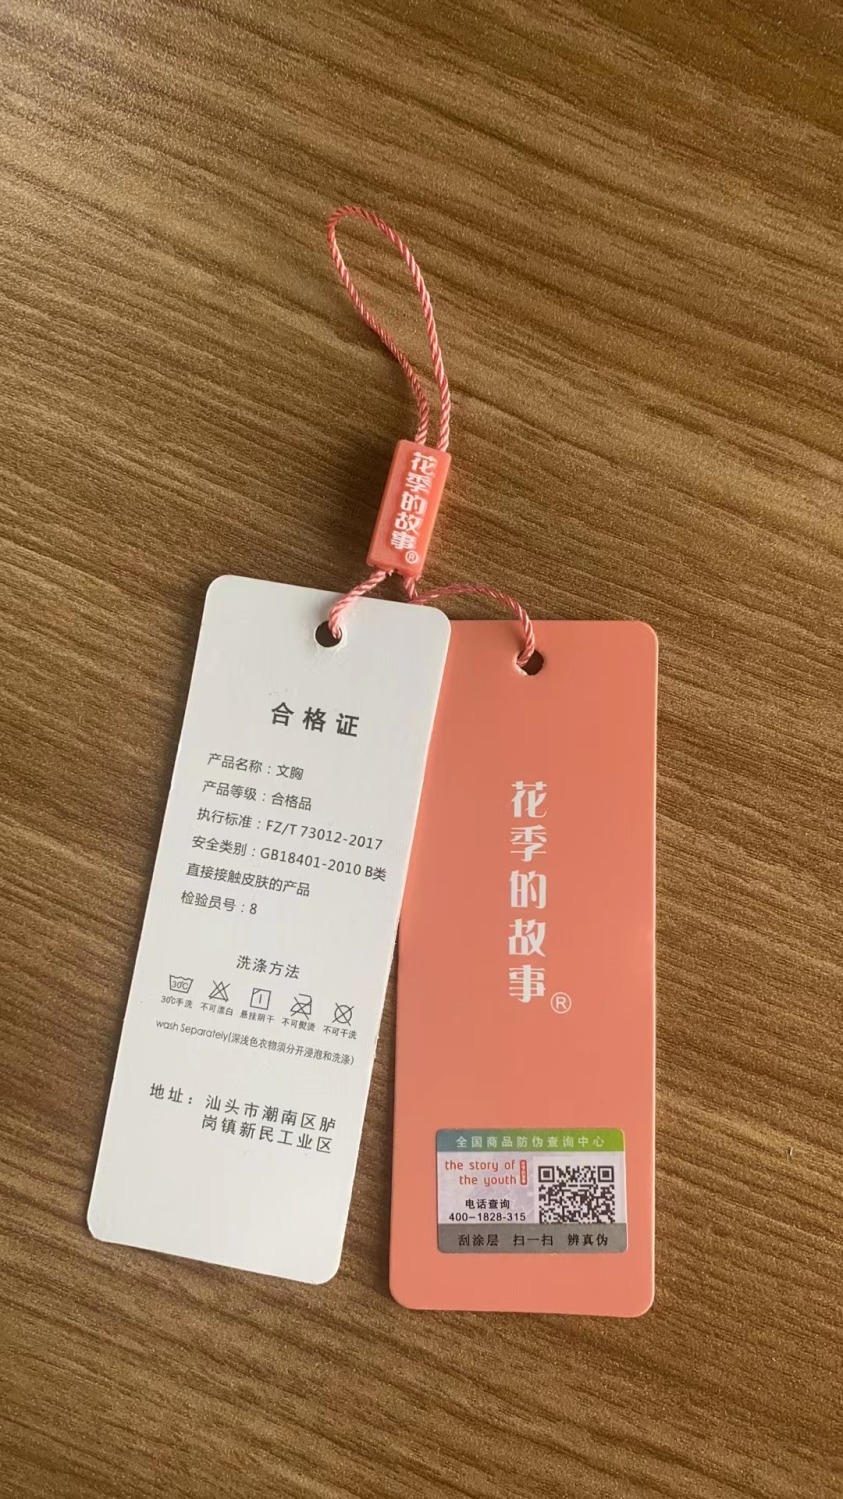 花季的故事®
合格证
产品名称：文胸
产品等级：合格品
执行标准：FZ/T 73012-2017
安全类别：GB18401-2010 B类
直接接触皮肤的产品
检验员号：8
洗涤方法
30℃
30℃手洗 不可漂白 悬挂阴干 不可熨烫 不可干洗
wash Separately(深浅色衣物须分开浸泡和洗涤)
地址：汕头市潮南区胪
岗镇新民工业区
花季的故事®
全国商品防伪查询中心
the story of
the youth
电话查询
400-1828-315
刮涂层 扫一扫 辨真伪